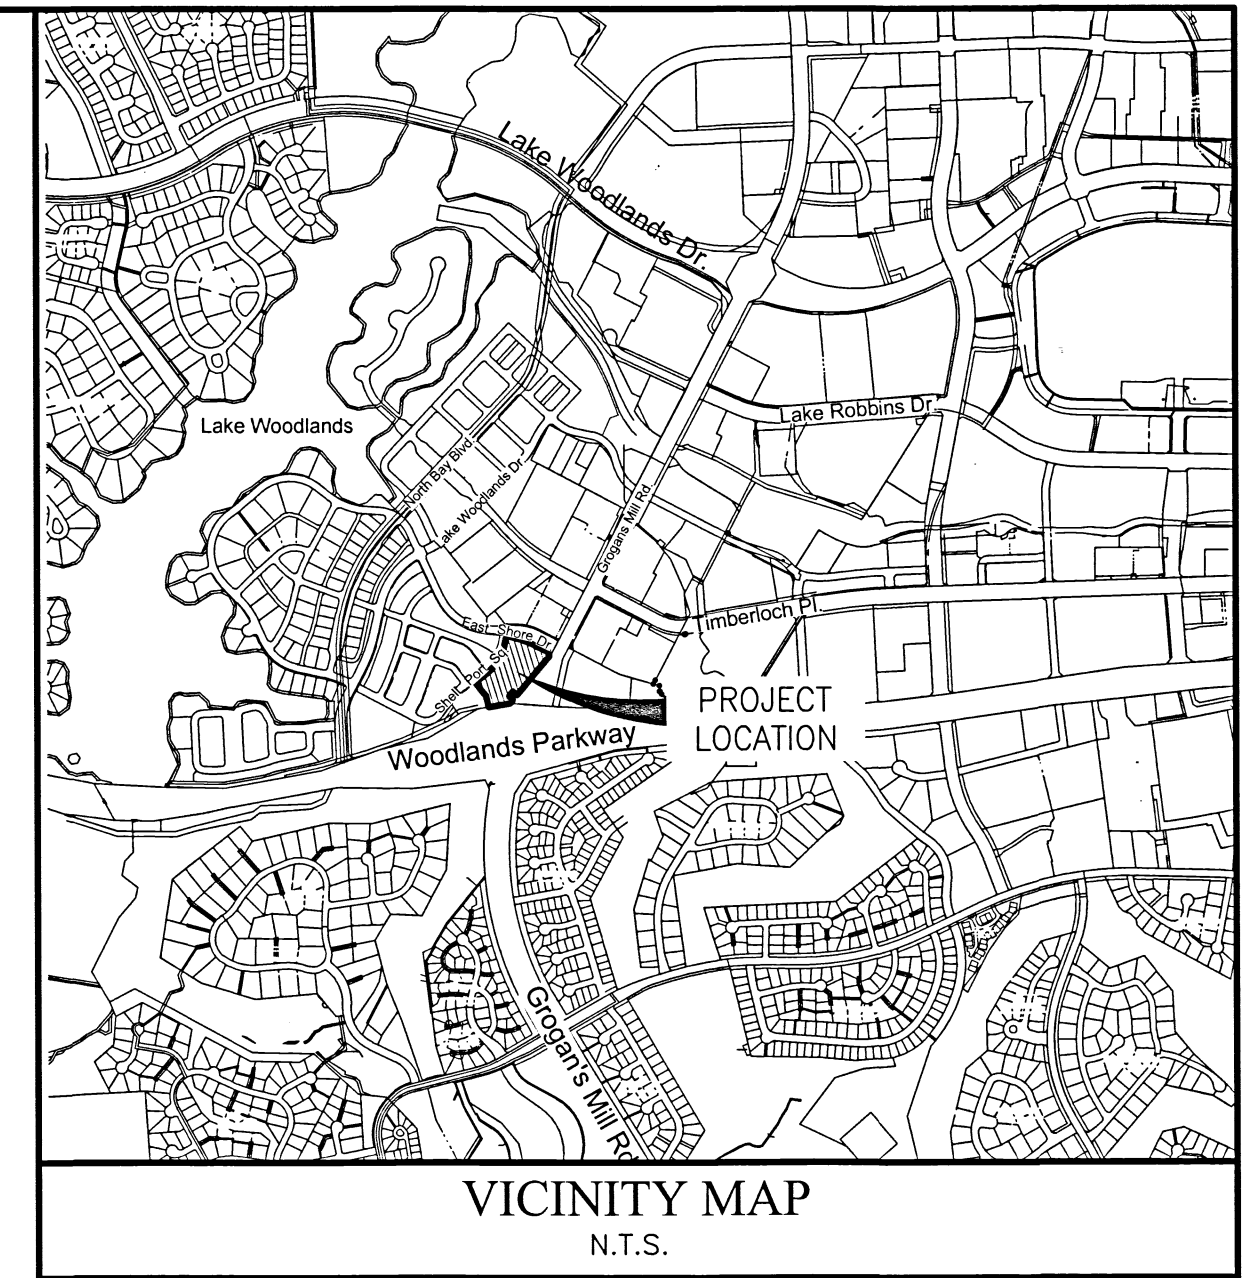 Lake Woodlands Dr.
Lake Robbins Dr.
Lake Woodlands
North Bay Blvd.
Lake Woodlands Dr.
Grogans Mill Rd.
Timberloch Pl.
East Shore Dr.
Shell Port Sq.
PROJECT
LOCATION
Woodlands Parkway
Grogan's Mill Rd
VICINITY MAP
N.T.S.